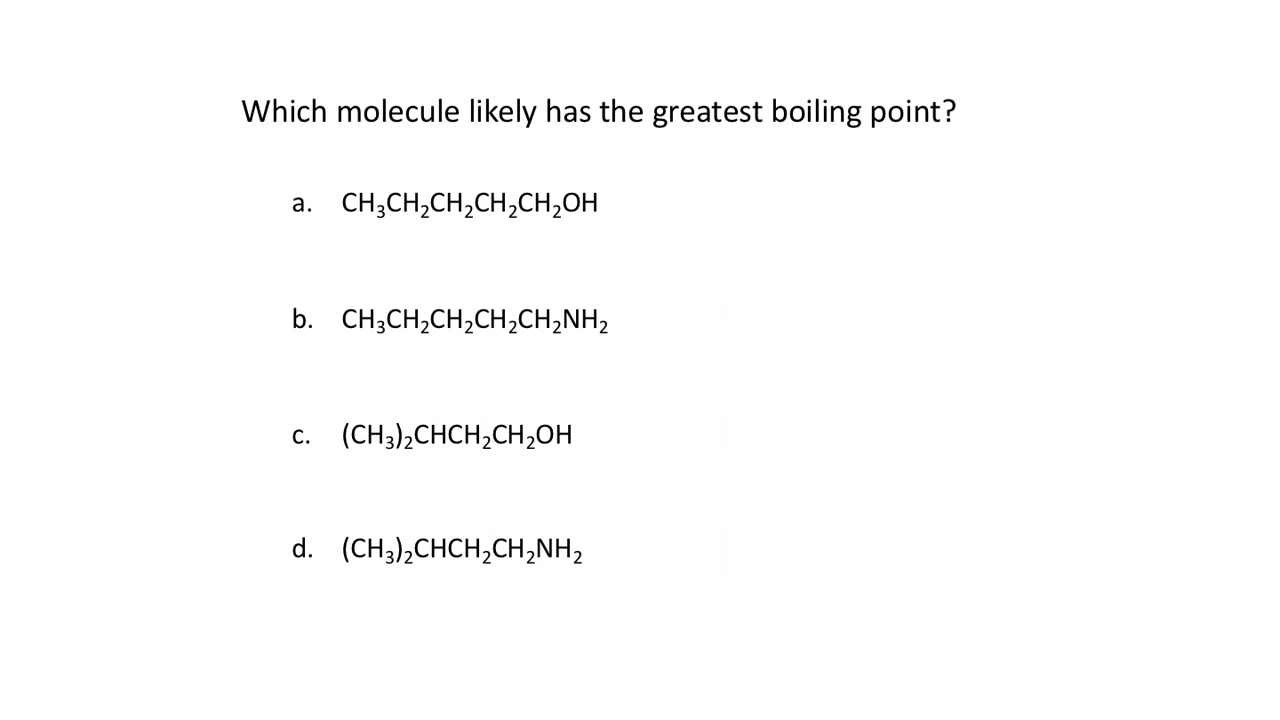 Which molecule likely has the greatest boiling point?
a. CH₃CH₂CH₂CH₂CH₂OH
b. CH₃CH₂CH₂CH₂CH₂NH₂
c. (CH₃)₂CHCH₂CH₂OH
d. (CH₃)₂CHCH₂CH₂NH₂